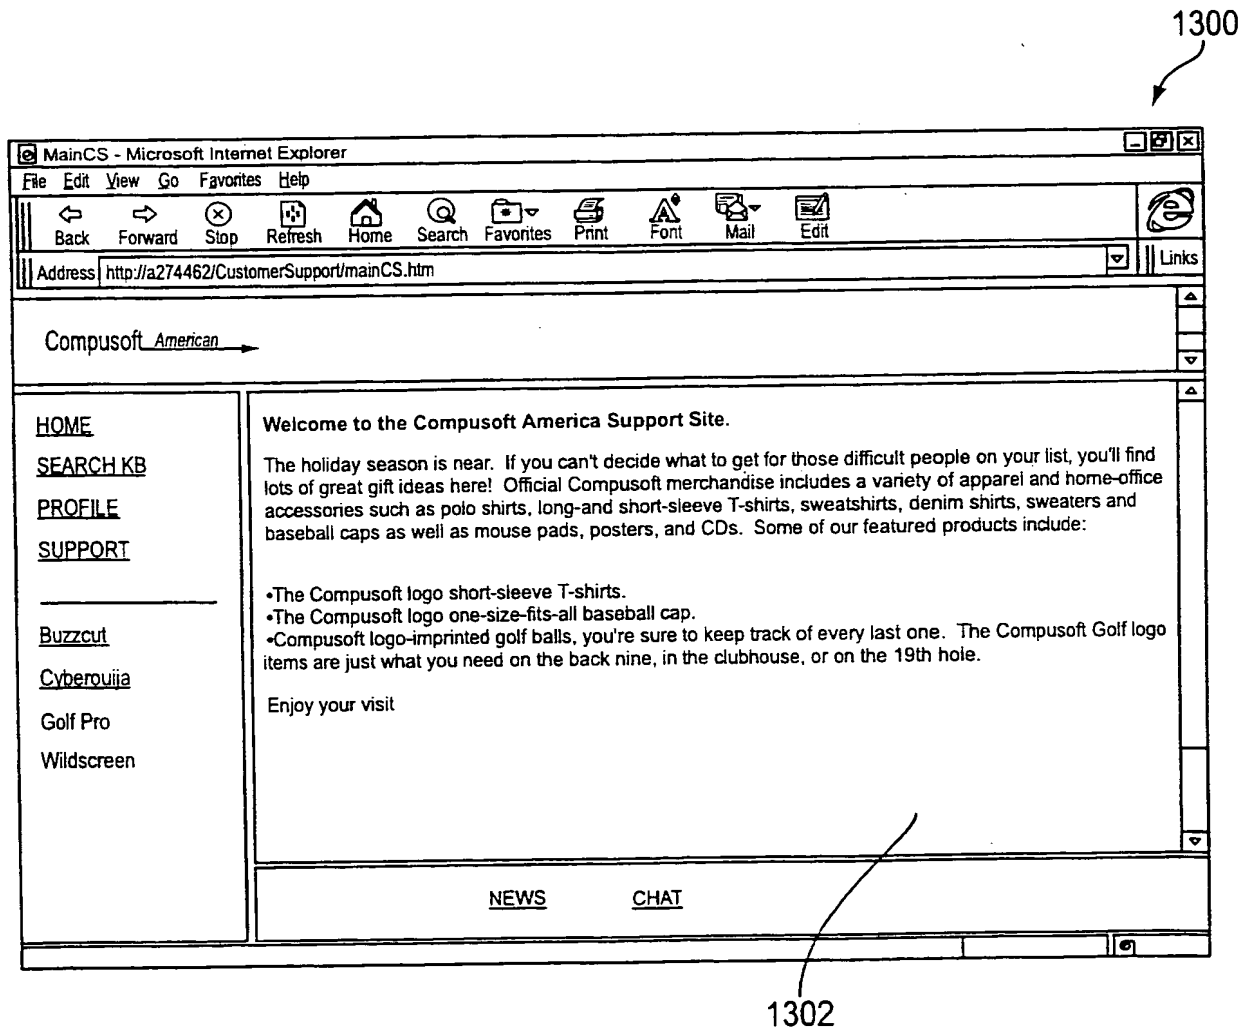 1300
MainCS - Microsoft Internet Explorer
File Edit View Go Favorites Help
Back Forward Stop Refresh Home Search Favorites Print Font Mail Edit
Address http://a274462/CustomerSupport/mainCS.htm Links
Compusoft American
HOME
SEARCH KB
PROFILE
SUPPORT
Buzzcut
Cyberouija
Golf Pro
Wildscreen
Welcome to the Compusoft America Support Site.
The holiday season is near. If you can't decide what to get for those difficult people on your list, you'll find
lots of great gift ideas here! Official Compusoft merchandise includes a variety of apparel and home-office
accessories such as polo shirts, long-and short-sleeve T-shirts, sweatshirts, denim shirts, sweaters and
baseball caps as well as mouse pads, posters, and CDs. Some of our featured products include:
•The Compusoft logo short-sleeve T-shirts.
•The Compusoft logo one-size-fits-all baseball cap.
•Compusoft logo-imprinted golf balls, you're sure to keep track of every last one. The Compusoft Golf logo
items are just what you need on the back nine, in the clubhouse, or on the 19th hole.
Enjoy your visit
NEWS CHAT
1302